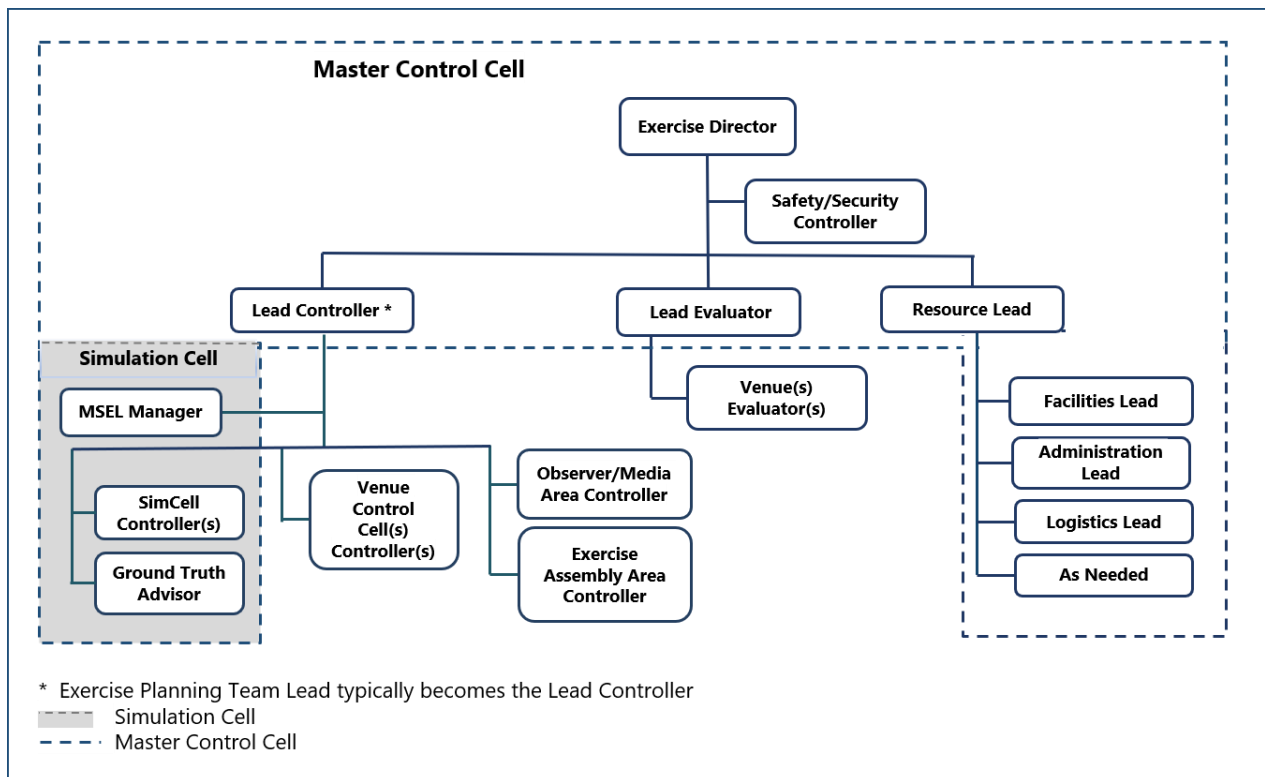 Master Control Cell
Exercise Director
Safety/Security
Controller
Lead Controller *
Lead Evaluator
Resource Lead
Simulation Cell
MSEL Manager
SimCell
Controller(s)
Ground Truth
Advisor
Venue
Control
Cell(s)
Controller(s)
Observer/Media
Area Controller
Exercise
Assembly Area
Controller
Venue(s)
Evaluator(s)
Facilities Lead
Administration
Lead
Logistics Lead
As Needed
* Exercise Planning Team Lead typically becomes the Lead Controller
Simulation Cell
Master Control Cell